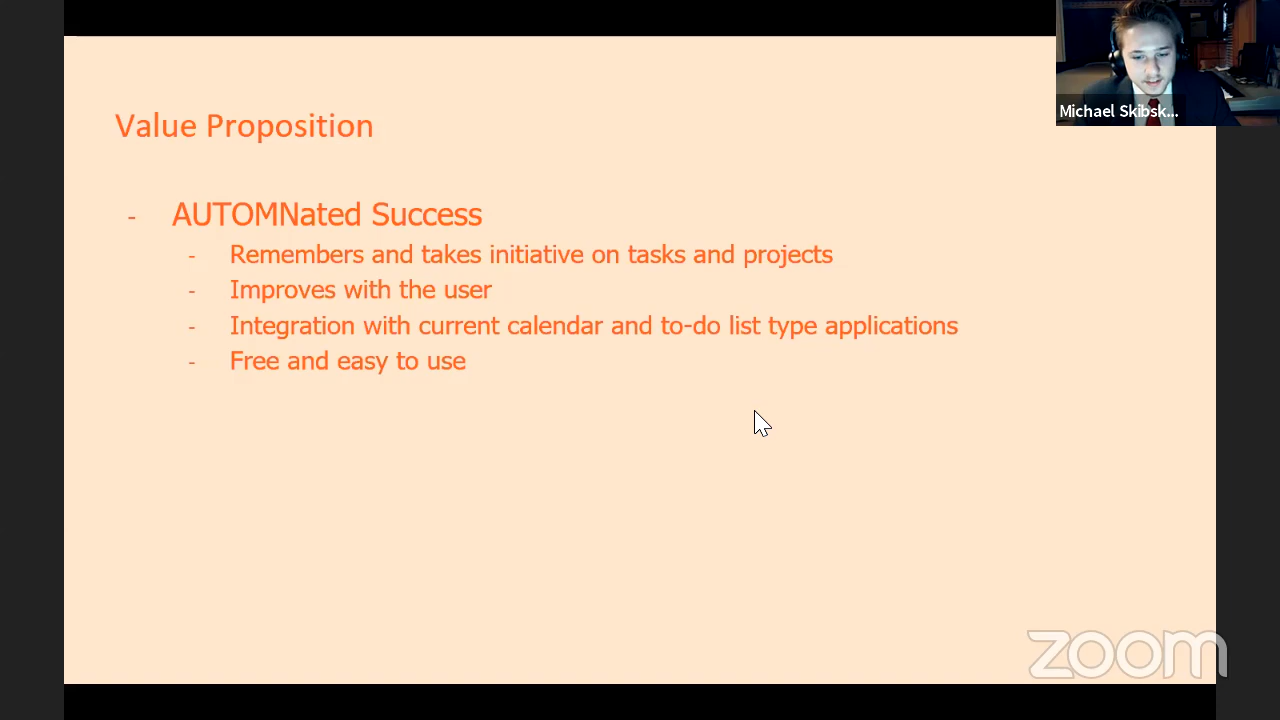 Michael Skibsk...
Value Proposition
- AUTOMNated Success
- Remembers and takes initiative on tasks and projects
- Improves with the user
- Integration with current calendar and to-do list type applications
- Free and easy to use
zoom